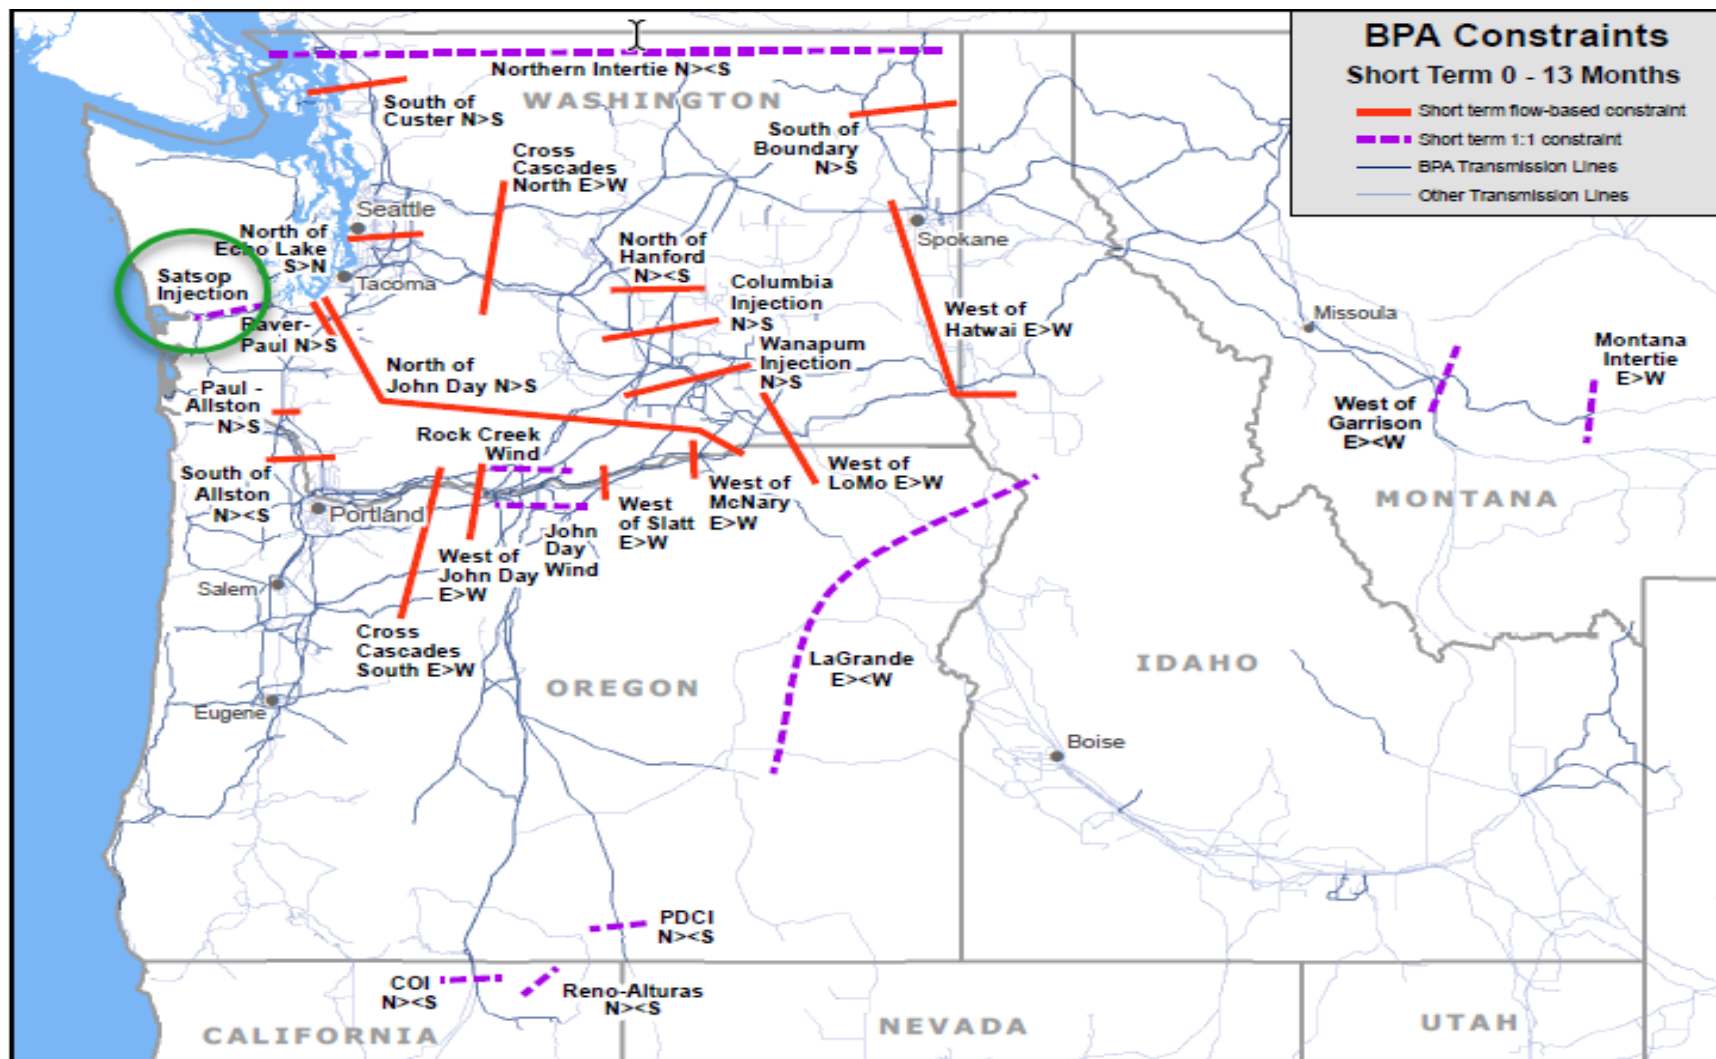 BPA Constraints
Short Term 0 - 13 Months
Short term flow-based constraint
Short term 1:1 constraint
BPA Transmission Lines
Other Transmission Lines
Northern Intertie N><S
WASHINGTON
South of
Custer N>S
South of
Boundary
N>S
Cross
Cascades
North E>W
Seattle
North of
Echo Lake
S>N
Spokane
North of
Hanford
N><S
Satsop
Injection
Tacoma
Columbia
Injection
N>S
West of
Hatwai E>W
Missoula
Raver-
Paul N>S
Wanapum
Injection
N>S
Montana
Intertie
E>W
North of
John Day N>S
Paul -
Allston
N>S
West of
Garrison
E><W
Rock Creek
Wind
South of
Allston
N><S
West of
LoMo E>W
West of
McNary
E>W
MONTANA
Portland
West
of Slatt
E>W
John
Day
Wind
West of
John Day
E>W
Salem
Cross
Cascades
South E>W
LaGrande
E><W
IDAHO
OREGON
Eugene
Boise
PDCI
N><S
COI
N><S
Reno-Alturas
N><S
CALIFORNIA
NEVADA
UTAH